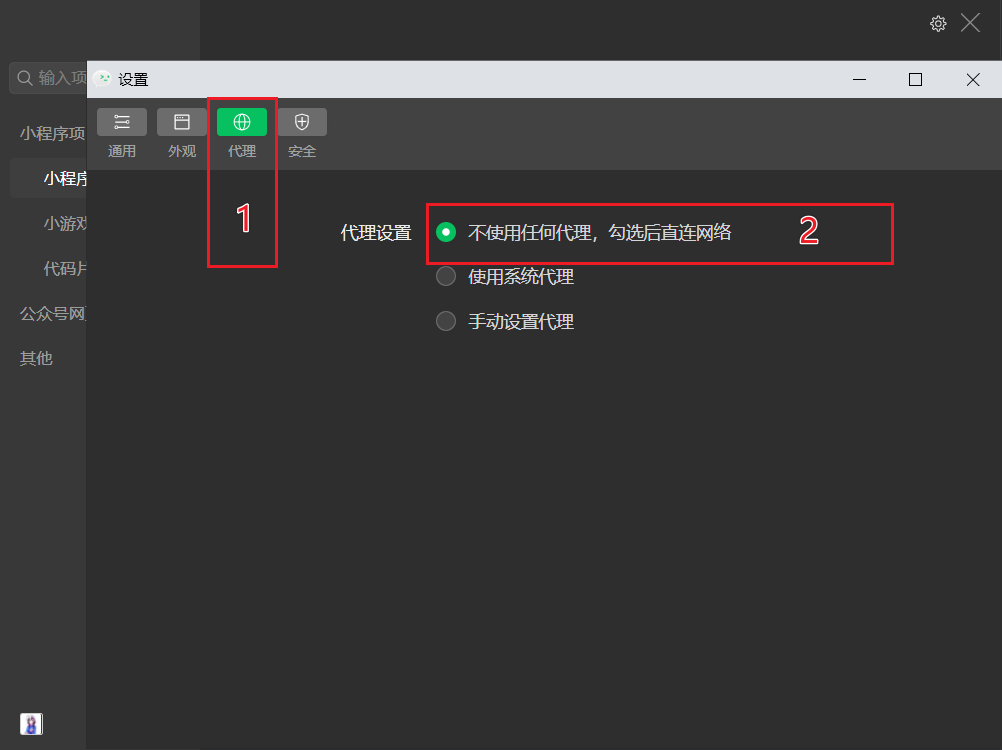 输入项
设置
通用
外观
代理
安全
小程序项
小程序
小游戏
代码片
公众号网
其他
1
代理设置
不使用任何代理，勾选后直连网络
2
使用系统代理
手动设置代理